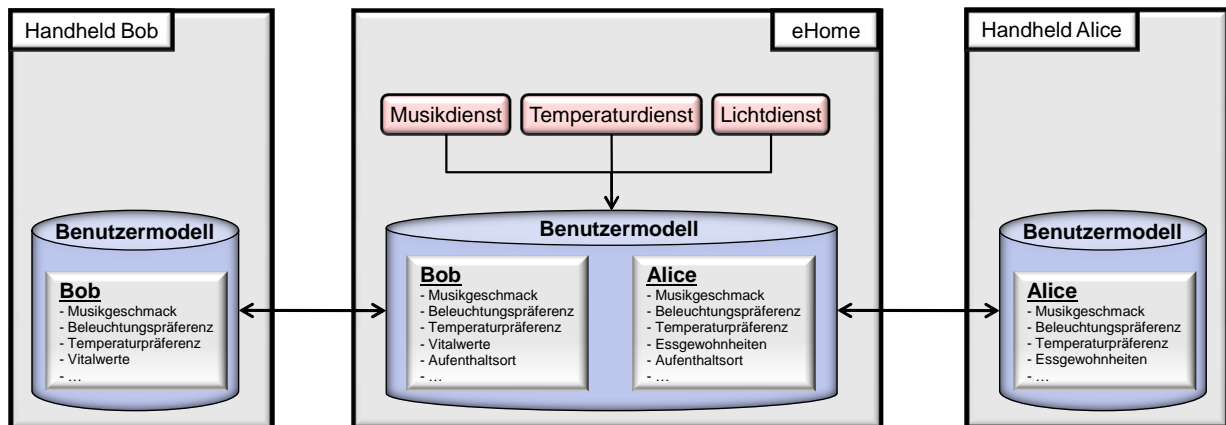 Handheld Bob
eHome
Handheld Alice
Musikdienst
Temperaturdienst
Lichtdienst
Benutzermodell
Bob
- Musikgeschmack
- Beleuchtungspräferenz
- Temperaturpräferenz
- Vitalwerte
- ...
Benutzermodell
Bob
- Musikgeschmack
- Beleuchtungspräferenz
- Temperaturpräferenz
- Vitalwerte
- Aufenthaltsort
- ...
Alice
- Musikgeschmack
- Beleuchtungspräferenz
- Temperaturpräferenz
- Essgewohnheiten
- Aufenthaltsort
- ...
Benutzermodell
Alice
- Musikgeschmack
- Beleuchtungspräferenz
- Temperaturpräferenz
- Essgewohnheiten
- ...